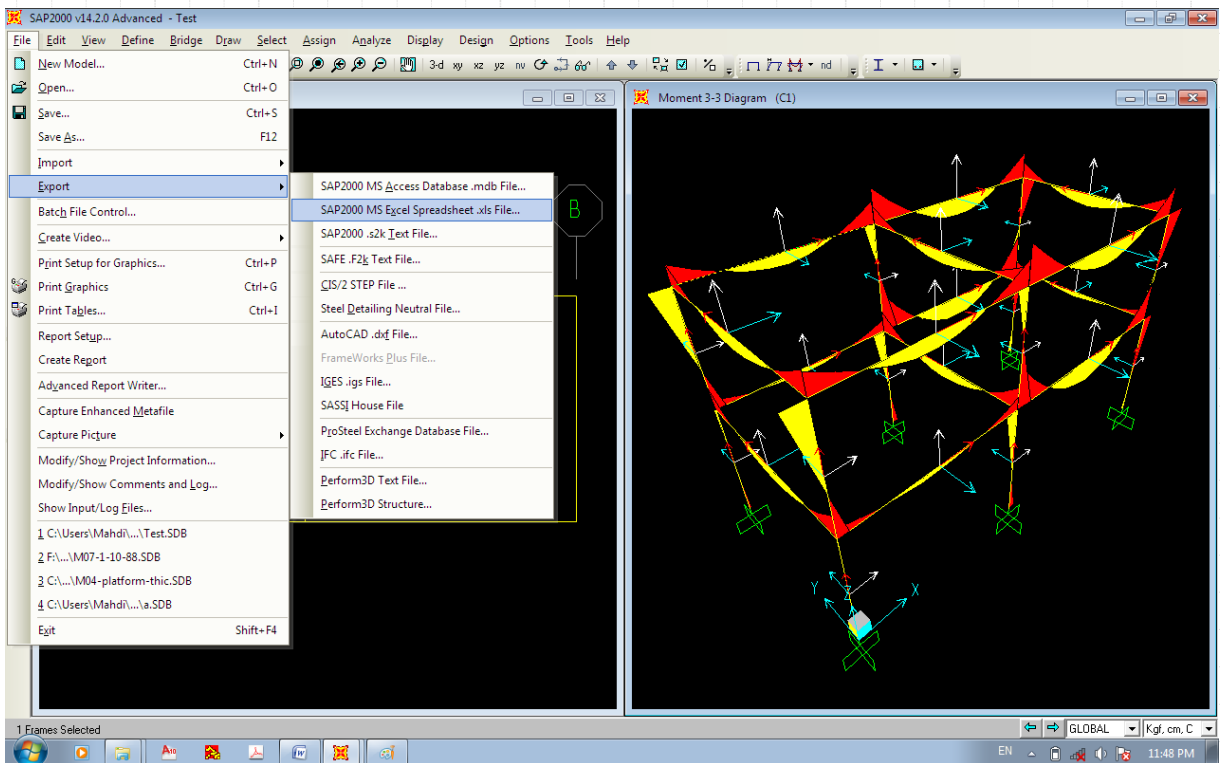 SAP2000 v14.2.0 Advanced - Test
File Edit View Define Bridge Draw Select Assign Analyze Display Design Options Tools Help
3-d xy xz yz nv
nd
New Model... Ctrl+N
Open... Ctrl+O
Save... Ctrl+S
Save As... F12
Import
Export
Batch File Control...
Create Video...
Print Setup for Graphics... Ctrl+P
Print Graphics Ctrl+G
Print Tables... Ctrl+I
Report Setup...
Create Report
Advanced Report Writer...
Capture Enhanced Metafile
Capture Picture
Modify/Show Project Information...
Modify/Show Comments and Log...
Show Input/Log Files...
1 C:\Users\Mahdi\...\Test.SDB
2 F:\...\M07-1-10-88.SDB
3 C:\...\M04-platform-thic.SDB
4 C:\Users\Mahdi\...\a.SDB
Exit Shift+F4
SAP2000 MS Access Database .mdb File...
SAP2000 MS Excel Spreadsheet .xls File...
SAP2000 .s2k Text File...
SAFE .F2k Text File...
CIS/2 STEP File ...
Steel Detailing Neutral File...
AutoCAD .dxf File...
FrameWorks Plus File...
IGES .igs File...
SASSI House File
ProSteel Exchange Database File...
IFC .ifc File...
Perform3D Text File...
Perform3D Structure...
B
Moment 3-3 Diagram (C1)
Y Z X
1 Frames Selected
GLOBAL
Kgf, cm, C
EN
11:48 PM